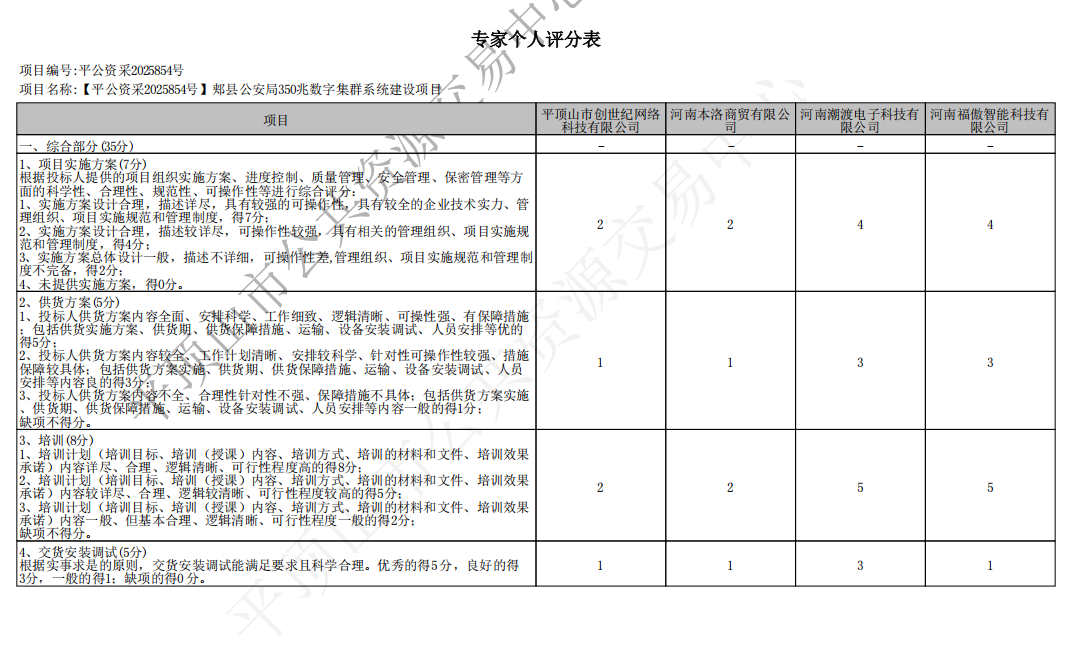 专家个人评分表
项目编号:平公资采2025854号
项目名称:【平公资采2025854号】郏县公安局350兆数字集群系统建设项目
项目
平顶山市创世纪网络
科技有限公司
河南本洛商贸有限公
司
河南潮渡电子科技有
限公司
河南福傲智能科技有
限公司
一、综合部分(35分)
-
-
-
-
1、项目实施方案(7分)
根据投标人提供的项目组织实施方案、进度控制、质量管理、安全管理、保密管理等方
面的科学性、合理性、规范性、可操作性等进行综合评分;
1、实施方案设计合理，描述详尽，具有较强的可操作性，具有较全的企业技术实力、管
理组织、项目实施规范和管理制度，得7分;
2、实施方案设计合理，描述较详尽，可操作性较强，具有相关的管理组织、项目实施规
范和管理制度，得4分;
3、实施方案总体设计一般，描述不详细，可操作性差,管理组织、项目实施规范和管理制
度不完备，得2分;
4、未提供实施方案，得0分。
2
2
4
4
2、供货方案(5分)
1、投标人供货方案内容全面、安排科学、工作细致、逻辑清晰、可操性强、有保障措施
;包括供货实施方案、供货期、供货保障措施、运输、设备安装调试、人员安排等优的
得5分;
2、投标人供货方案内容较全、工作计划清晰、安排较科学、针对性可操作性较强、措施
保障较具体;包括供货方案实施、供货期、供货保障措施、运输、设备安装调试、人员
安排等内容良的得3分;
3、投标人供货方案内容不全、合理性针对性不强、保障措施不具体;包括供货方案实施
、供货期、供货保障措施、运输、设备安装调试、人员安排等内容一般的得1分;
缺项不得分。
1
1
3
3
3、培训(8分)
1、培训计划（培训目标、培训（授课）内容、培训方式、培训的材料和文件、培训效果
承诺）内容详尽、合理、逻辑清晰、可行性程度高的得8分;
2、培训计划（培训目标、培训（授课）内容、培训方式、培训的材料和文件、培训效果
承诺）内容较详尽、合理、逻辑较清晰、可行性程度较高的得5分;
3、培训计划（培训目标、培训（授课）内容、培训方式、培训的材料和文件、培训效果
承诺）内容一般、但基本合理、逻辑清晰、可行性程度一般的得2分;
缺项不得分。
2
2
5
5
4、交货安装调试(5分)
根据实事求是的原则，交货安装调试能满足要求且科学合理。优秀的得5分，良好的得
3分，一般的得1;缺项的得0分。
1
1
3
1
平顶山市公共资源交易中心
平顶山市公共资源交易中心